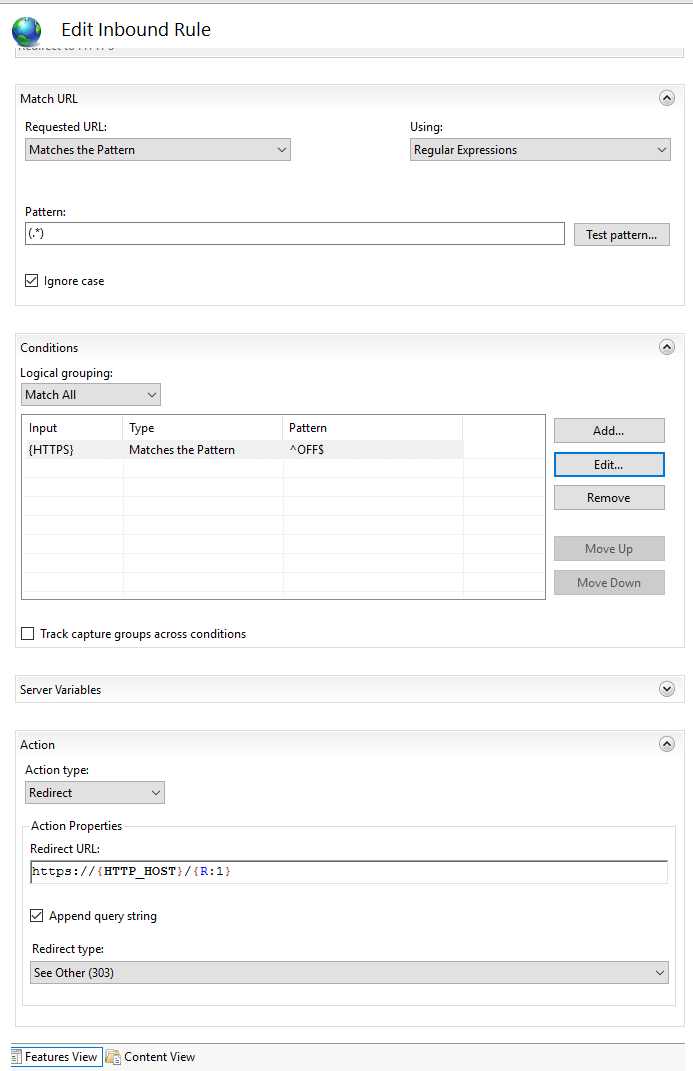 Edit Inbound Rule
Redirect to HTTPS
Match URL
Requested URL:
Using:
Matches the Pattern
Regular Expressions
Pattern:
(.*)
Test pattern...
Ignore case
Conditions
Logical grouping:
Match All
Input Type Pattern
{HTTPS} Matches the Pattern ^OFF$
Add...
Edit...
Remove
Move Up
Move Down
Track capture groups across conditions
Server Variables
Action
Action type:
Redirect
Action Properties
Redirect URL:
https://{HTTP_HOST}/{R:1}
Append query string
Redirect type:
See Other (303)
Features View Content View